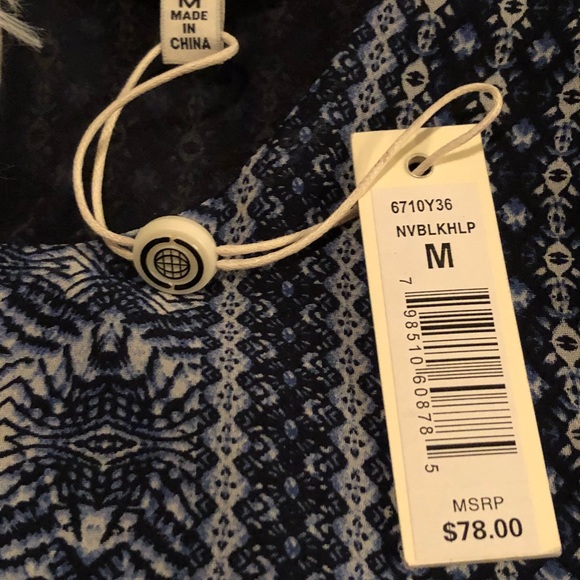 M
MADE
IN
CHINA
6710Y36
NVBLKHLP
M
7 98510 60878 5
MSRP
$78.00